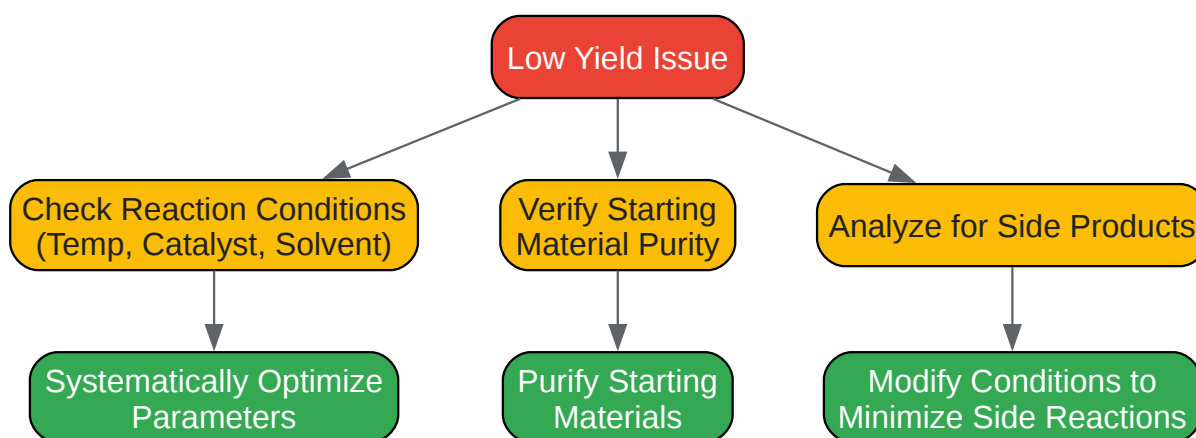 Low Yield Issue
Check Reaction Conditions
(Temp, Catalyst, Solvent)
Verify Starting
Material Purity
Analyze for Side Products
Systematically Optimize
Parameters
Purify Starting
Materials
Modify Conditions to
Minimize Side Reactions